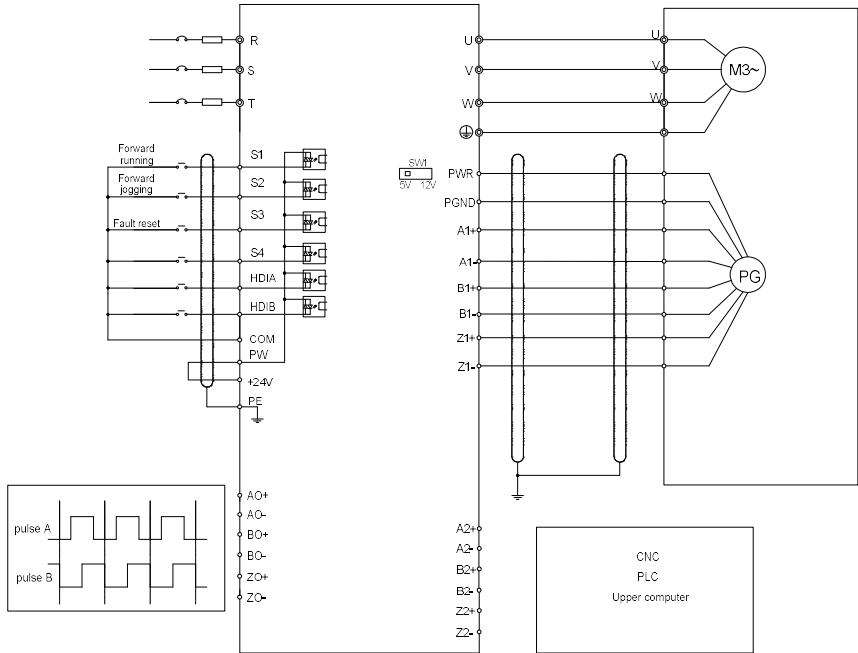 R
S
T
U
V
W
U
V
W
M3~
Forward
running
Forward
jogging
Fault reset
S1
S2
S3
S4
HDIA
HDIB
COM
PW
+24V
PE
SW1
5V 12V
PWR
PGND
A1+
A1-
B1+
B1-
Z1+
Z1-
PG
pulse A
pulse B
AO+
AO-
BO+
BO-
ZO+
ZO-
A2+
A2-
B2+
B2-
Z2+
Z2-
CNC
PLC
Upper computer